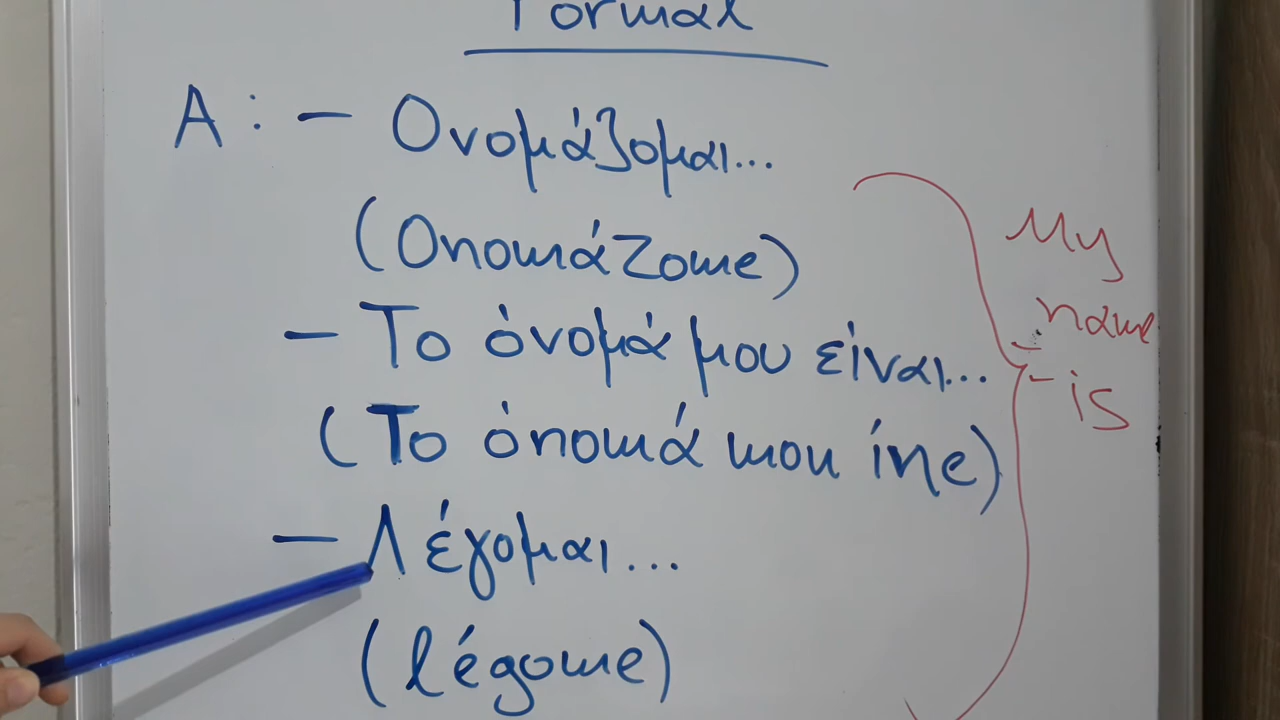 Formal
A: – Ονομάζομαι...
(Onomázome)
– Το όνομά μου είναι...
(To ónomá mou íne)
– Λέγομαι...
(légome)
My
name
is